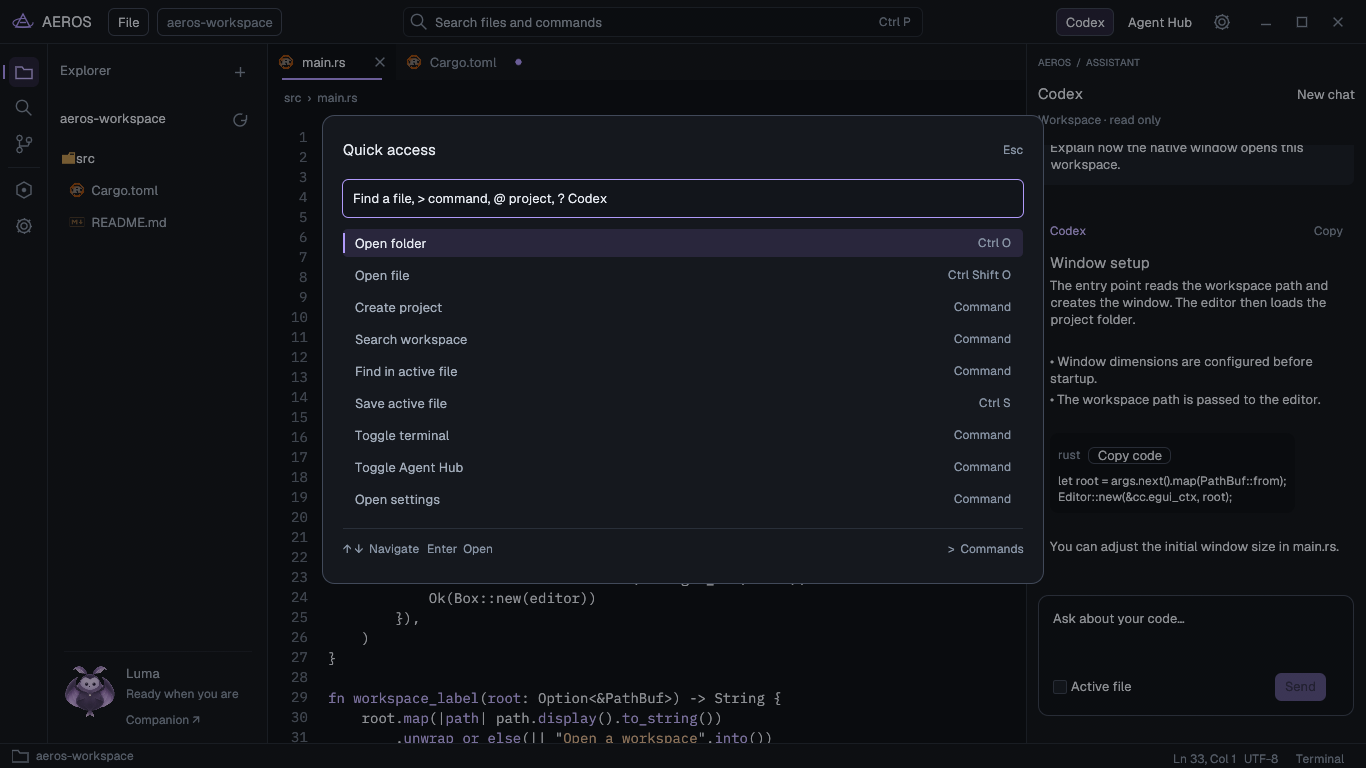 AEROS File aeros-workspace Search files and commands Ctrl P Codex Agent Hub
Explorer +
aeros-workspace
src
Cargo.toml
README.md
Luma
Ready when you are
Companion ↗
main.rs Cargo.toml
src › main.rs
1
2
3
4
5
6
7
8
9
10
11
12
13
14
15
16
17
18
19
20
21
22
23
24 Ok(Box::new(editor))
25 }),
26 )
27 }
28
29 fn workspace_label(root: Option<&PathBuf>) -> String {
30 root.map(|path| path.display().to_string())
31 .unwrap_or_else(|| "Open a workspace".into())
Quick access Esc
Find a file, > command, @ project, ? Codex
Open folder Ctrl O
Open file Ctrl Shift O
Create project Command
Search workspace Command
Find in active file Command
Save active file Ctrl S
Toggle terminal Command
Toggle Agent Hub Command
Open settings Command
↑↓ Navigate Enter Open > Commands
AEROS / ASSISTANT
Codex New chat
Workspace · read only
Explain how the native window opens this
workspace.
Codex Copy
Window setup
The entry point reads the workspace path and
creates the window. The editor then loads the
project folder.
• Window dimensions are configured before
startup.
• The workspace path is passed to the editor.
rust Copy code
let root = args.next().map(PathBuf::from);
Editor::new(&cc.egui_ctx, root);
You can adjust the initial window size in main.rs.
Ask about your code…
Active file Send
aeros-workspace Ln 33, Col 1 UTF-8 Terminal